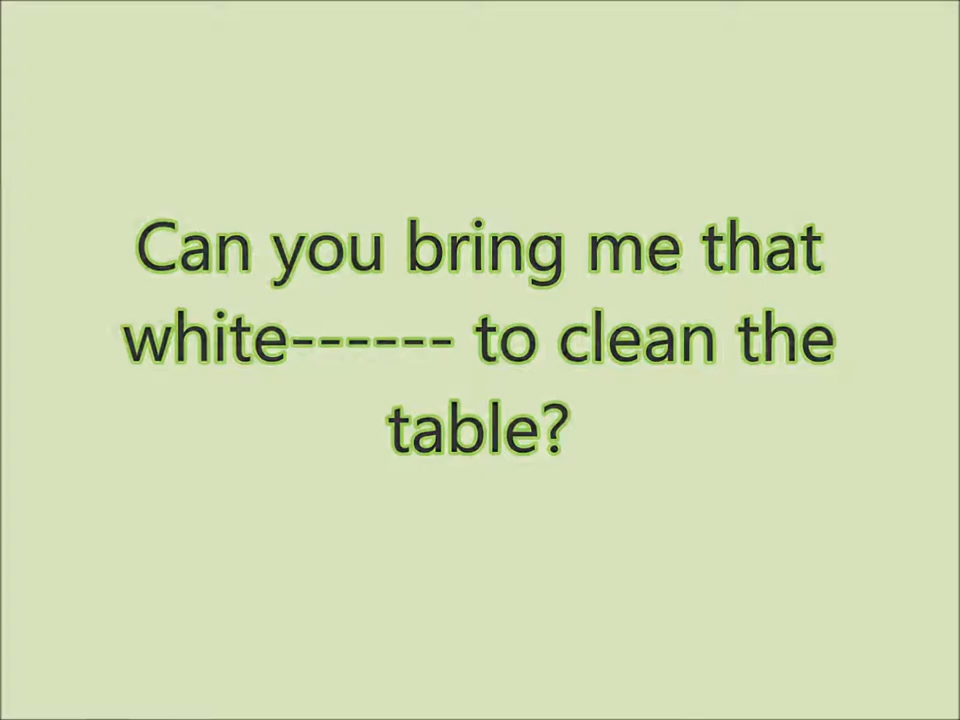 Can you bring me that
white------ to clean the
table?